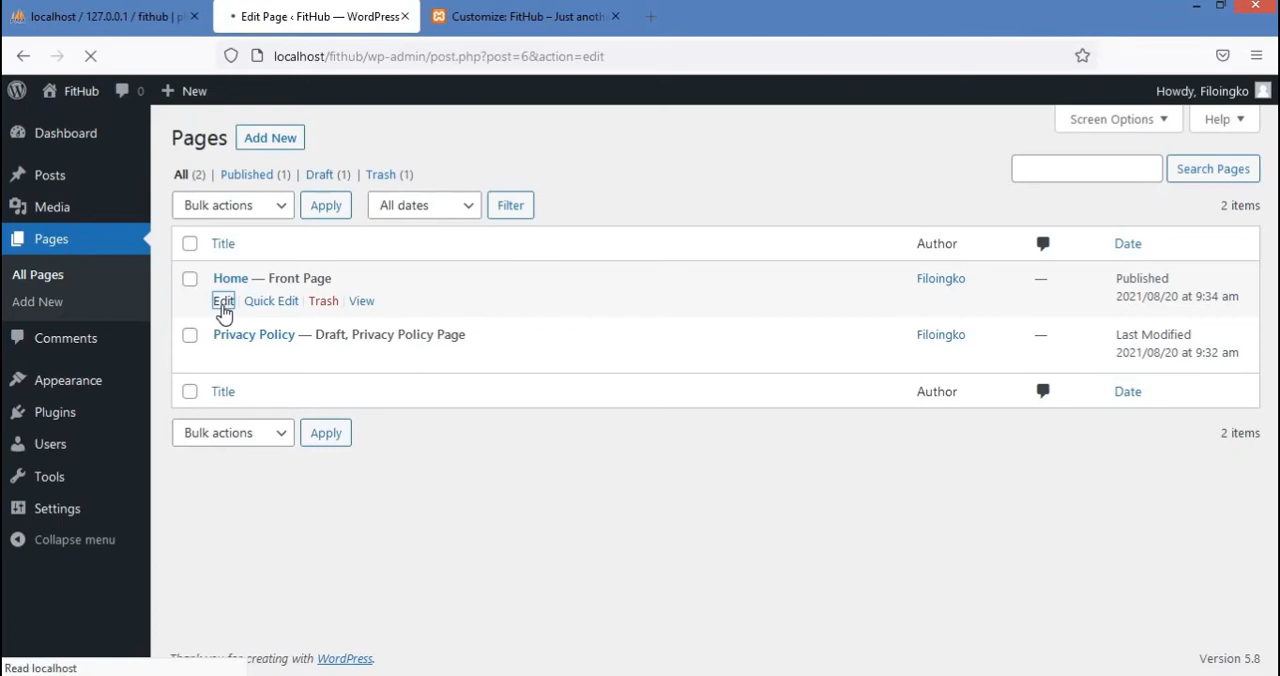 localhost / 127.0.0.1 / fithub | p
Edit Page ‹ FitHub — WordPress
Customize: FitHub – Just anoth
localhost/fithub/wp-admin/post.php?post=6&action=edit
FitHub
0
New
Howdy, Filoingko
Dashboard
Posts
Media
Pages
All Pages
Add New
Comments
Appearance
Plugins
Users
Tools
Settings
Collapse menu
Screen Options
Help
Pages
Add New
All (2) | Published (1) | Draft (1) | Trash (1)
Search Pages
Bulk actions
Apply
All dates
Filter
2 items
Title
Author
Date
Home — Front Page
Edit | Quick Edit | Trash | View
Filoingko
—
Published
2021/08/20 at 9:34 am
Privacy Policy — Draft, Privacy Policy Page
Filoingko
—
Last Modified
2021/08/20 at 9:32 am
Title
Author
Date
Bulk actions
Apply
2 items
Thank you for creating with WordPress.
Version 5.8
Read localhost